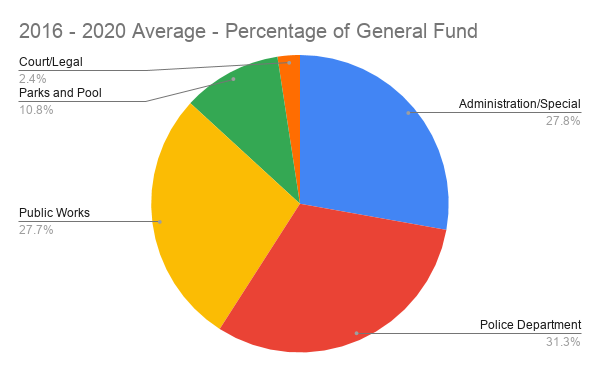 2016 - 2020 Average - Percentage of General Fund
Court/Legal
2.4%
Parks and Pool
10.8%
Administration/Special
27.8%
Public Works
27.7%
Police Department
31.3%